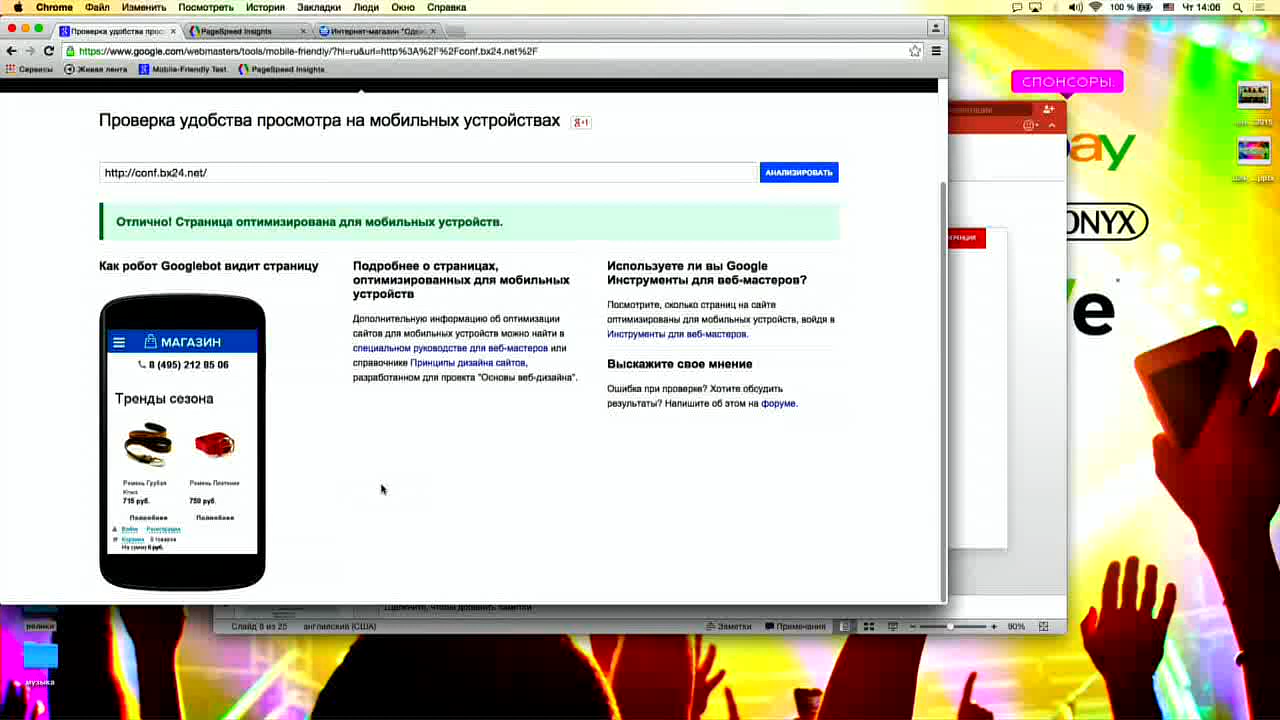 Chrome Файл Изменить Посмотреть История Закладки Люди Окно Справка
100 % Чт 14:06
Проверка удобства прос
PageSpeed Insights
Интернет-магазин "Оде
https://www.google.com/webmasters/tools/mobile-friendly/?hl=ru&url=http%3A%2F%2Fconf.bx24.net%2F
Сервисы Живая лента Mobile-Friendly Test PageSpeed Insights
СПОНСОРЫ:
Проверка удобства просмотра на мобильных устройствах
g+1
http://conf.bx24.net/
АНАЛИЗИРОВАТЬ
Отлично! Страница оптимизирована для мобильных устройств.
Как робот Googlebot видит страницу
МАГАЗИН
8 (495) 212 85 06
Тренды сезона
Ремень Грубая
Ремень Плетение
715 руб.
759 руб.
Подробнее Подробнее
Войти Регистрация
Корзина 0 товаров
На сумму 0 руб.
Подробнее о страницах,
оптимизированных для мобильных
устройств
Дополнительную информацию об оптимизации
сайтов для мобильных устройств можно найти в
специальном руководстве для веб-мастеров или
справочнике Принципы дизайна сайтов,
разработанном для проекта "Основы веб-дизайна".
Используете ли вы Google
Инструменты для веб-мастеров?
Посмотрите, сколько страниц на сайте
оптимизированы для мобильных устройств, войдя в
Инструменты для веб-мастеров.
Выскажите свое мнение
Ошибка при проверке? Хотите обсудить
результаты? Напишите об этом на форуме.
ay
ONYX
e
Щелкните, чтобы добавить заметки
Слайд 8 из 25 английский (США) Заметки Примечания 90%
ролики
музыка